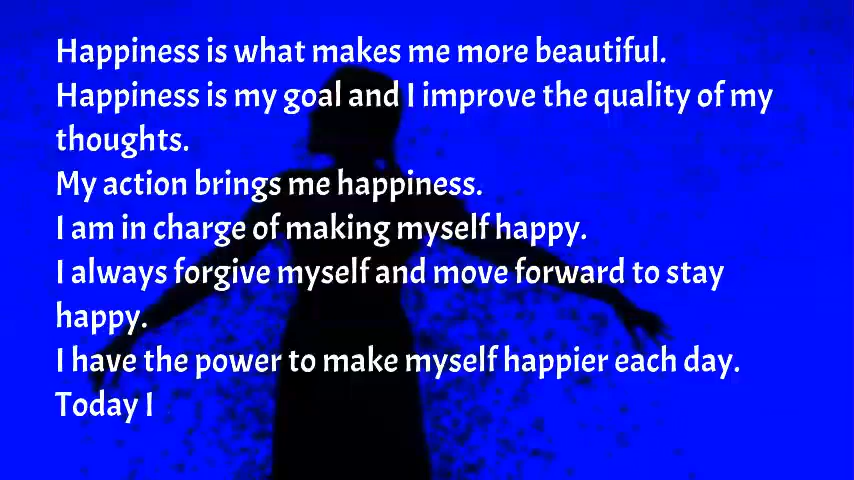 Happiness is what makes me more beautiful.
Happiness is my goal and I improve the quality of my
thoughts.
My action brings me happiness.
I am in charge of making myself happy.
I always forgive myself and move forward to stay
happy.
I have the power to make myself happier each day.
Today I